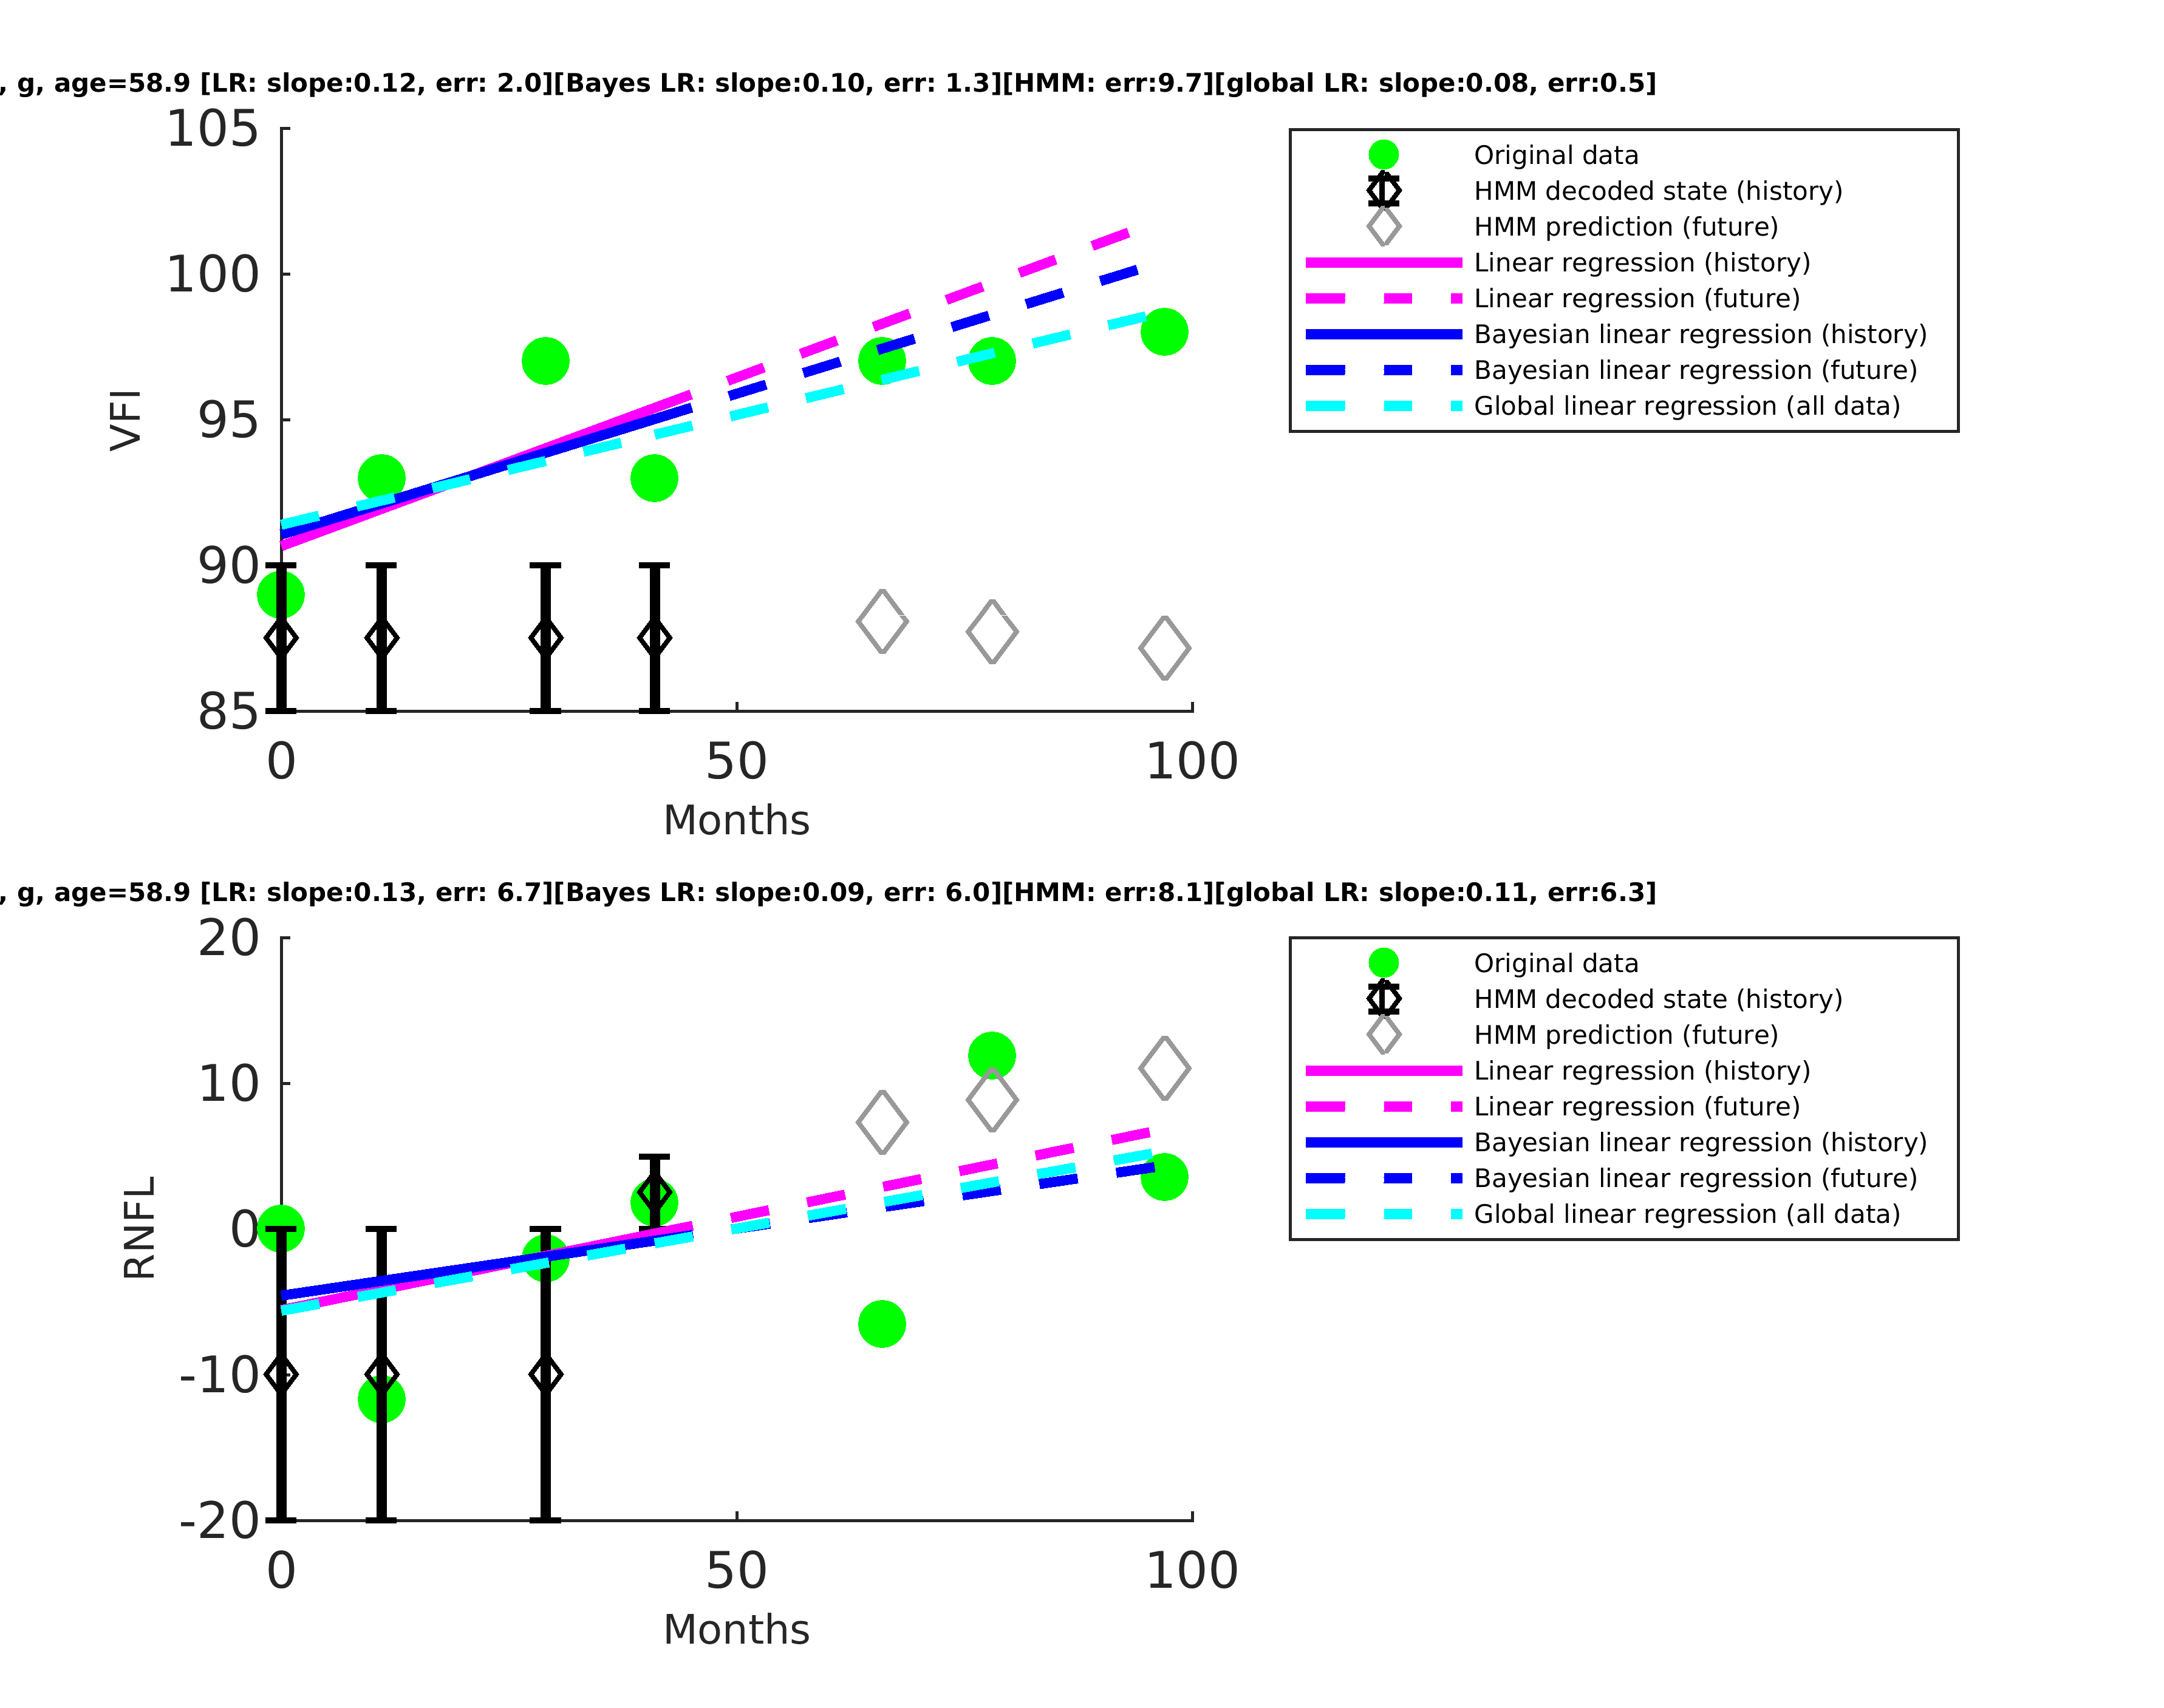 , g, age=58.9 [LR: slope:0.12, err: 2.0][Bayes LR: slope:0.10, err: 1.3][HMM: err:9.7][global LR: slope:0.08, err:0.5]
105
100
95
90
85
VFI
0 50 100
Months
Original data
HMM decoded state (history)
HMM prediction (future)
Linear regression (history)
Linear regression (future)
Bayesian linear regression (history)
Bayesian linear regression (future)
Global linear regression (all data)
, g, age=58.9 [LR: slope:0.13, err: 6.7][Bayes LR: slope:0.09, err: 6.0][HMM: err:8.1][global LR: slope:0.11, err:6.3]
20
10
0
-10
-20
RNFL
0 50 100
Months
Original data
HMM decoded state (history)
HMM prediction (future)
Linear regression (history)
Linear regression (future)
Bayesian linear regression (history)
Bayesian linear regression (future)
Global linear regression (all data)